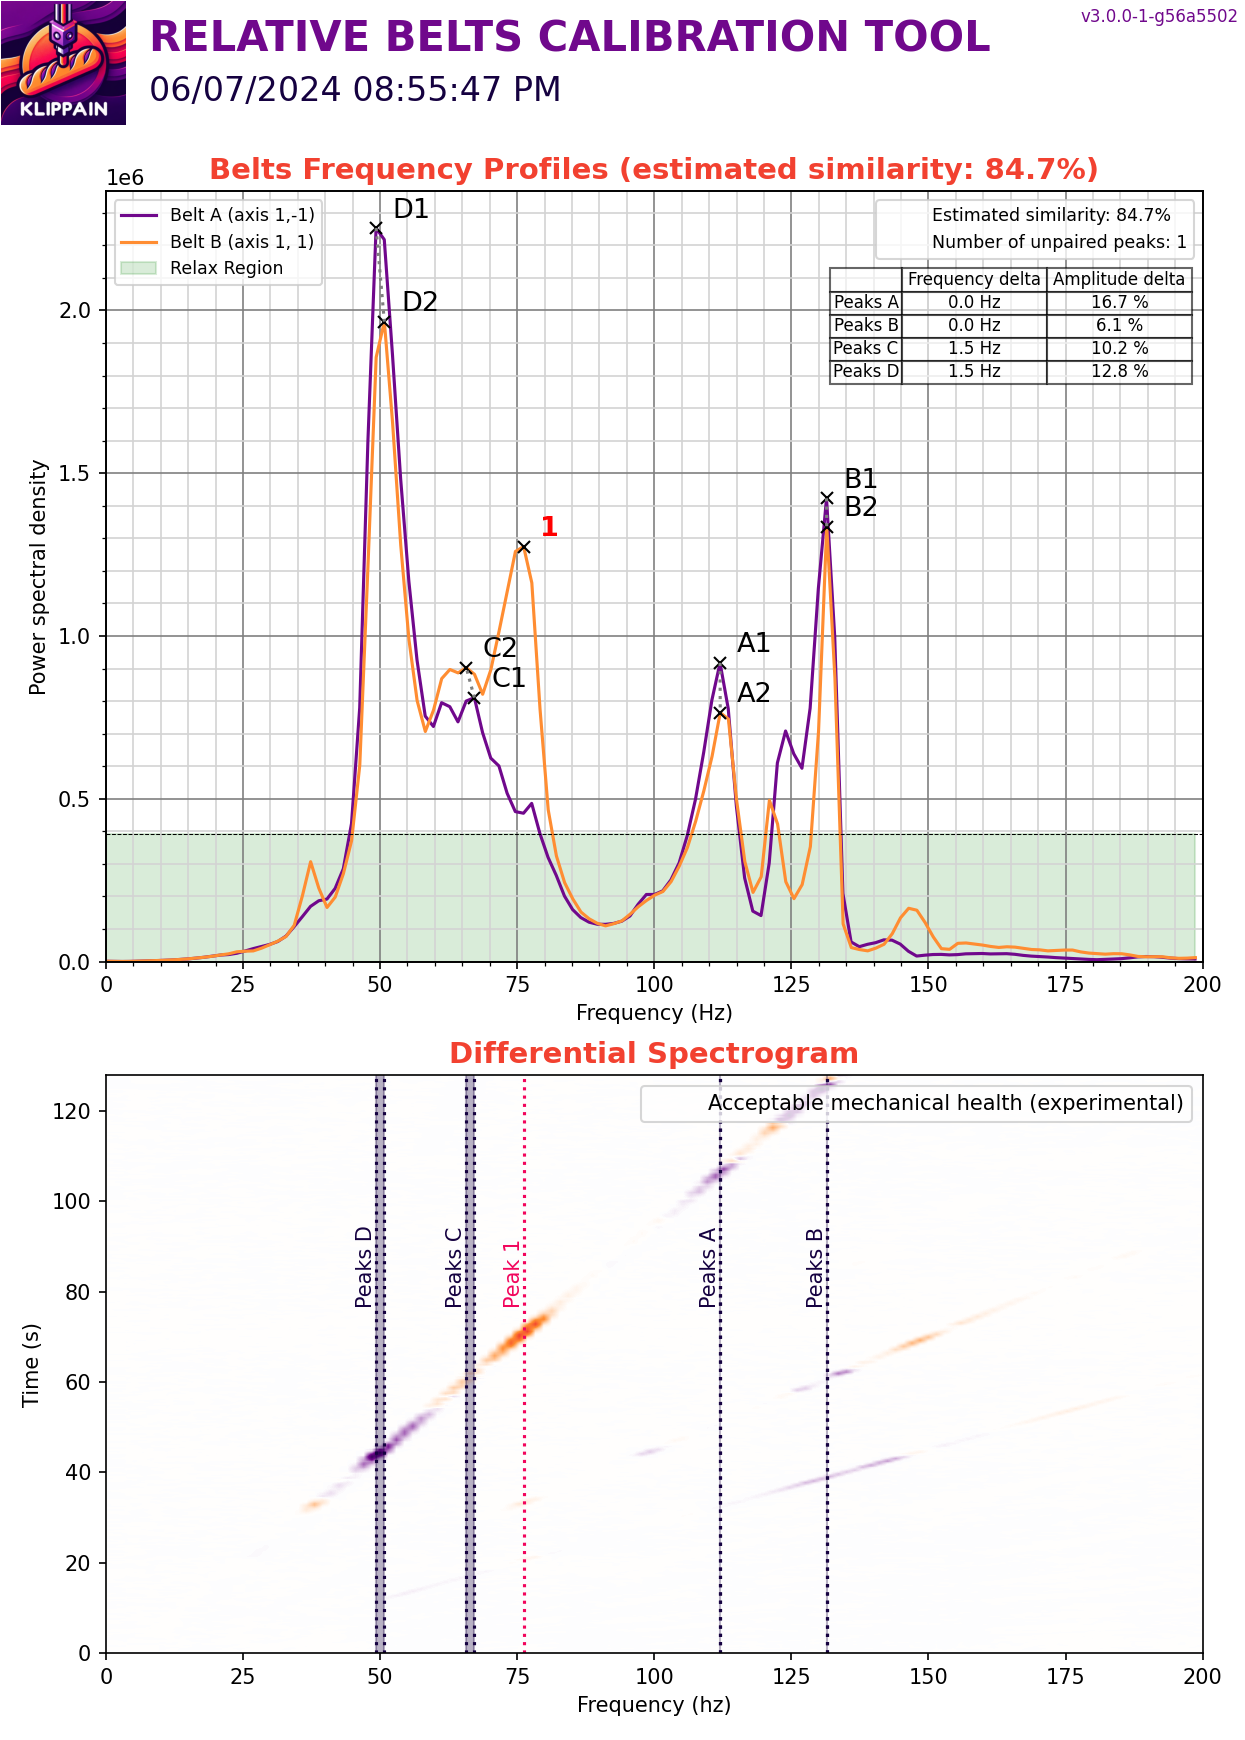 v3.0.0-1-g56a5502
RELATIVE BELTS CALIBRATION TOOL
06/07/2024 08:55:47 PM
KLIPPAIN
Belts Frequency Profiles (estimated similarity: 84.7%)
1e6
Belt A (axis 1,-1)
Belt B (axis 1, 1)
Relax Region
Estimated similarity: 84.7%
Number of unpaired peaks: 1
Frequency delta Amplitude delta
Peaks A 0.0 Hz 16.7 %
Peaks B 0.0 Hz 6.1 %
Peaks C 1.5 Hz 10.2 %
Peaks D 1.5 Hz 12.8 %
D1
D2
B1
B2
1
C2
C1
A1
A2
2.0
1.5
1.0
0.5
0.0
Power spectral density
0 25 50 75 100 125 150 175 200
Frequency (Hz)
Differential Spectrogram
Acceptable mechanical health (experimental)
Peaks D
Peaks C
Peak 1
Peaks A
Peaks B
120
100
80
60
40
20
0
Time (s)
0 25 50 75 100 125 150 175 200
Frequency (hz)